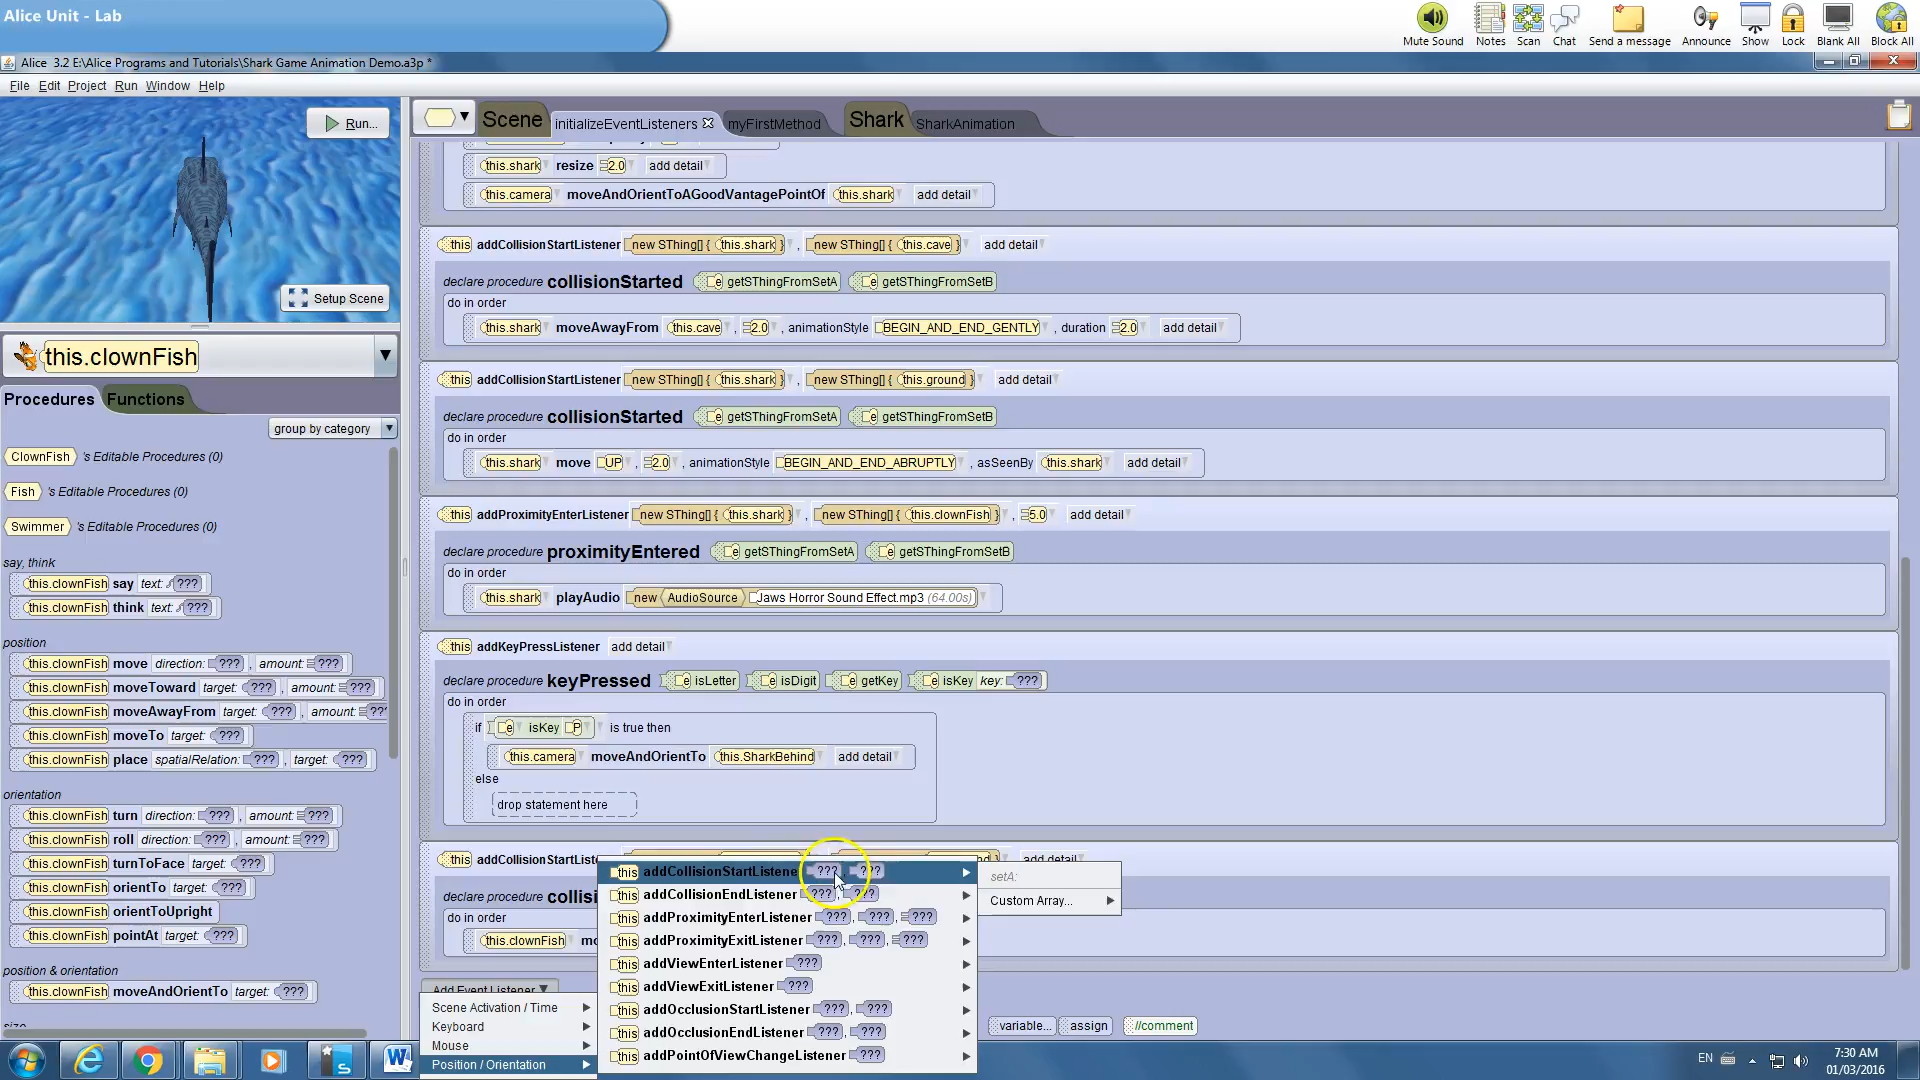 Alice Unit - Lab
Mute Sound Notes Scan Chat Send a message Announce Show Lock Blank All Block All
Alice 3.2 E:\Alice Programs and Tutorials\Shark Game Animation Demo.a3p *
File Edit Project Run Window Help
Run...
Setup Scene
Scene initializeEventListeners myFirstMethod Shark SharkAnimation
this.clownFish
Procedures Functions
group by category
ClownFish 's Editable Procedures (0)
Fish 's Editable Procedures (0)
Swimmer 's Editable Procedures (0)
say, think
this.clownFish say text: ???
this.clownFish think text: ???
position
this.clownFish move direction: ???, amount: ???
this.clownFish moveToward target: ???, amount: ???
this.clownFish moveAwayFrom target: ???, amount: ??
this.clownFish moveTo target: ???
this.clownFish place spatialRelation: ???, target: ???
orientation
this.clownFish turn direction: ???, amount: ???
this.clownFish roll direction: ???, amount: ???
this.clownFish turnToFace target: ???
this.clownFish orientTo target: ???
this.clownFish orientToUpright
this.clownFish pointAt target: ???
position & orientation
this.clownFish moveAndOrientTo target: ???
size
this.shark resize 2.0 add detail
this.camera moveAndOrientToAGoodVantagePointOf this.shark add detail
this addCollisionStartListener new SThing[] { this.shark }, new SThing[] { this.cave } add detail
declare procedure collisionStarted e getSThingFromSetA e getSThingFromSetB
do in order
this.shark moveAwayFrom this.cave, 2.0, animationStyle BEGIN_AND_END_GENTLY, duration 2.0 add detail
this addCollisionStartListener new SThing[] { this.shark }, new SThing[] { this.ground } add detail
declare procedure collisionStarted e getSThingFromSetA e getSThingFromSetB
do in order
this.shark move UP, 2.0, animationStyle BEGIN_AND_END_ABRUPTLY, asSeenBy this.shark add detail
this addProximityEnterListener new SThing[] { this.shark }, new SThing[] { this.clownFish }, 5.0 add detail
declare procedure proximityEntered e getSThingFromSetA e getSThingFromSetB
do in order
this.shark playAudio new AudioSource Jaws Horror Sound Effect.mp3 (64.00s)
this addKeyPressListener add detail
declare procedure keyPressed e isLetter e isDigit e getKey e isKey key: ???
do in order
if e isKey P is true then
this.camera moveAndOrientTo this.SharkBehind add detail
else
drop statement here
this addCollisionStartListe add detail
declare procedure
do in order
this.clownFish
Add Event Listener
Scene Activation / Time
Keyboard
Mouse
Position / Orientation
this addCollisionStartListene ???, ???
this addCollisionEndListener ???, ???
this addProximityEnterListener ???, ???, ???
this addProximityExitListener ???, ???, ???
this addViewEnterListener ???
this addViewExitListener ???
this addOcclusionStartListener ???, ???
this addOcclusionEndListener ???, ???
this addPointOfViewChangeListener ???
setA:
Custom Array...
variable... assign //comment
EN 7:30 AM
01/03/2016